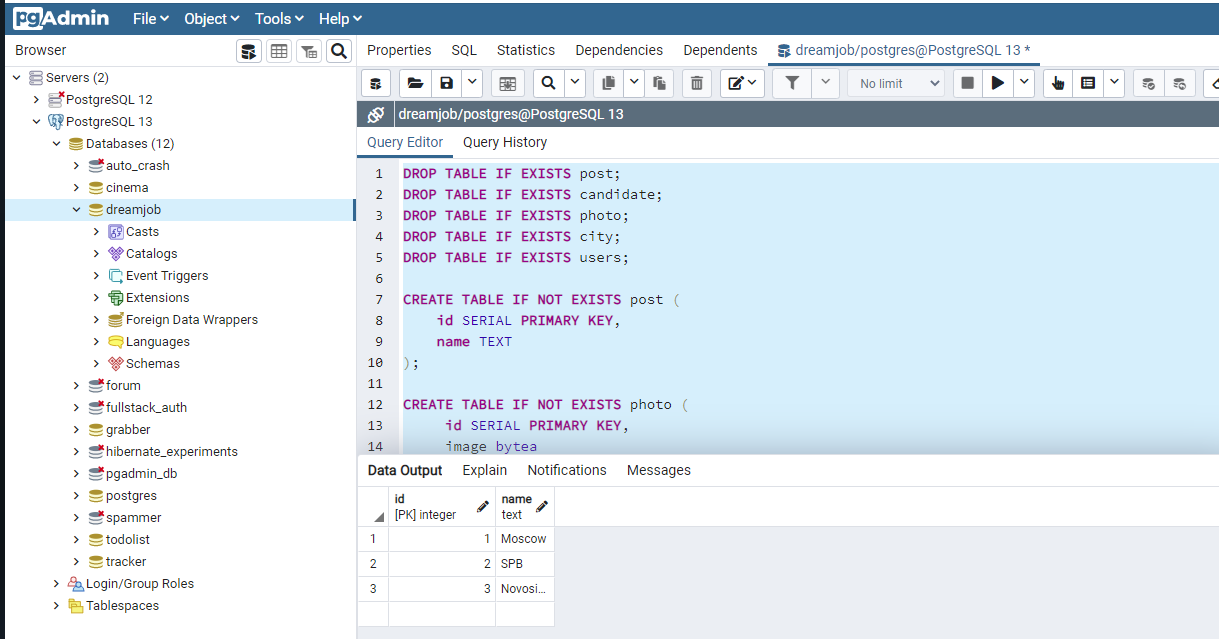 pgAdmin File Object Tools Help
Browser
Properties SQL Statistics Dependencies Dependents dreamjob/postgres@PostgreSQL 13 *
No limit
dreamjob/postgres@PostgreSQL 13
Query Editor Query History
Servers (2)
PostgreSQL 12
PostgreSQL 13
Databases (12)
auto_crash
cinema
dreamjob
Casts
Catalogs
Event Triggers
Extensions
Foreign Data Wrappers
Languages
Schemas
forum
fullstack_auth
grabber
hibernate_experiments
pgadmin_db
postgres
spammer
todolist
tracker
Login/Group Roles
Tablespaces
1 DROP TABLE IF EXISTS post;
2 DROP TABLE IF EXISTS candidate;
3 DROP TABLE IF EXISTS photo;
4 DROP TABLE IF EXISTS city;
5 DROP TABLE IF EXISTS users;
6
7 CREATE TABLE IF NOT EXISTS post (
8 id SERIAL PRIMARY KEY,
9 name TEXT
10 );
11
12 CREATE TABLE IF NOT EXISTS photo (
13 id SERIAL PRIMARY KEY,
14 image bytea
Data Output Explain Notifications Messages
id name
[PK] integer text
1 1 Moscow
2 2 SPB
3 3 Novosi...